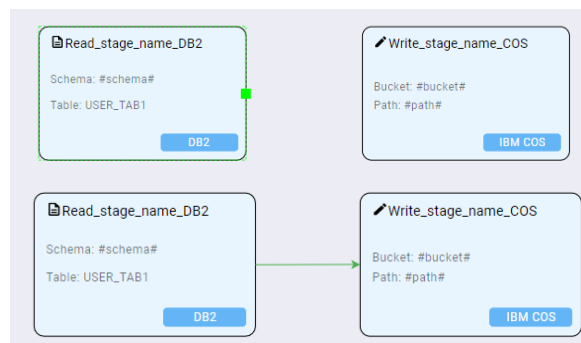 Read_stage_name_DB2
Schema: #schema#
Table: USER_TAB1
DB2
Write_stage_name_COS
Bucket: #bucket#
Path: #path#
IBM COS
Read_stage_name_DB2
Schema: #schema#
Table: USER_TAB1
DB2
Write_stage_name_COS
Bucket: #bucket#
Path: #path#
IBM COS